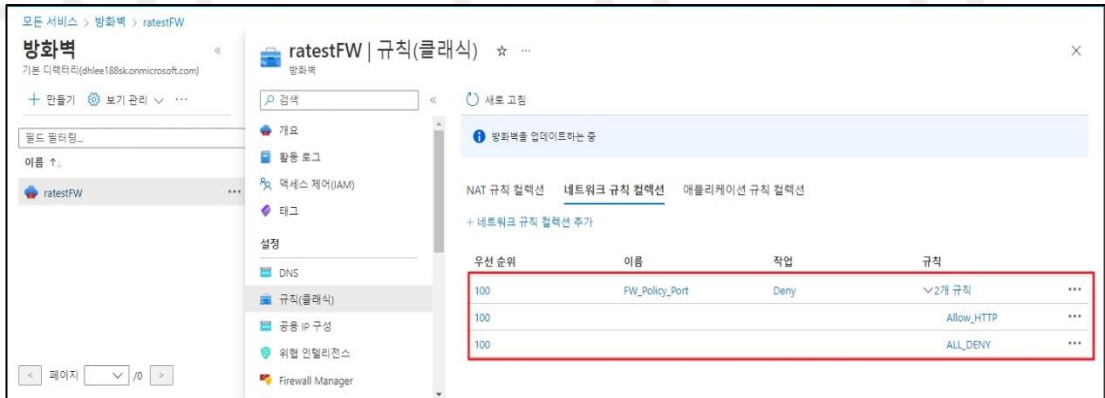 모든 서비스 > 방화벽 > ratestFW
방화벽
기본 디렉터리(dhlee188sk.onmicrosoft.com)
+ 만들기 보기 관리 ···
필드 필터링...
이름 ↑↓
ratestFW ···
< 페이지 /0 >
ratestFW | 규칙(클래식) ☆ ···
방화벽
검색
개요
활동 로그
액세스 제어(IAM)
태그
설정
DNS
규칙(클래식)
공용 IP 구성
위협 인텔리전스
Firewall Manager
새로 고침
방화벽을 업데이트하는 중
NAT 규칙 컬렉션 네트워크 규칙 컬렉션 애플리케이션 규칙 컬렉션
+ 네트워크 규칙 컬렉션 추가
우선 순위 이름 작업 규칙
100 FW_Policy_Port Deny 2개 규칙 ···
100 Allow_HTTP ···
100 ALL_DENY ···